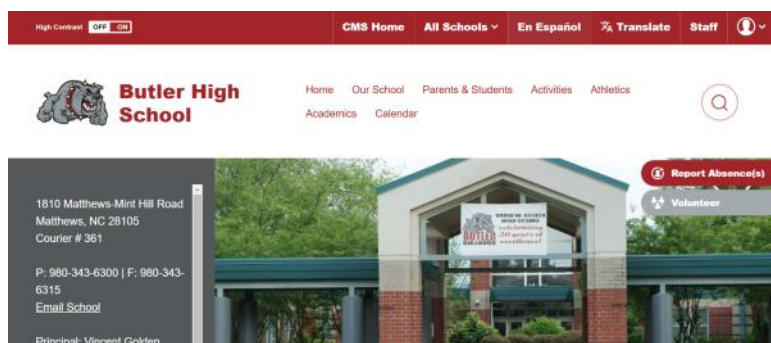 High Contrast OFF ON CMS Home All Schools En Español Translate Staff
Butler High
School
Home Our School Parents & Students Activities Athletics
Academics Calendar
Report Absence(s)
Volunteer
1810 Matthews-Mint Hill Road
Matthews, NC 28105
Courier # 361
P: 980-343-6300 | F: 980-343-
6315
Email School
Principal: Vincent Golden
BUTLER
celebrating
20 years of
excellence!